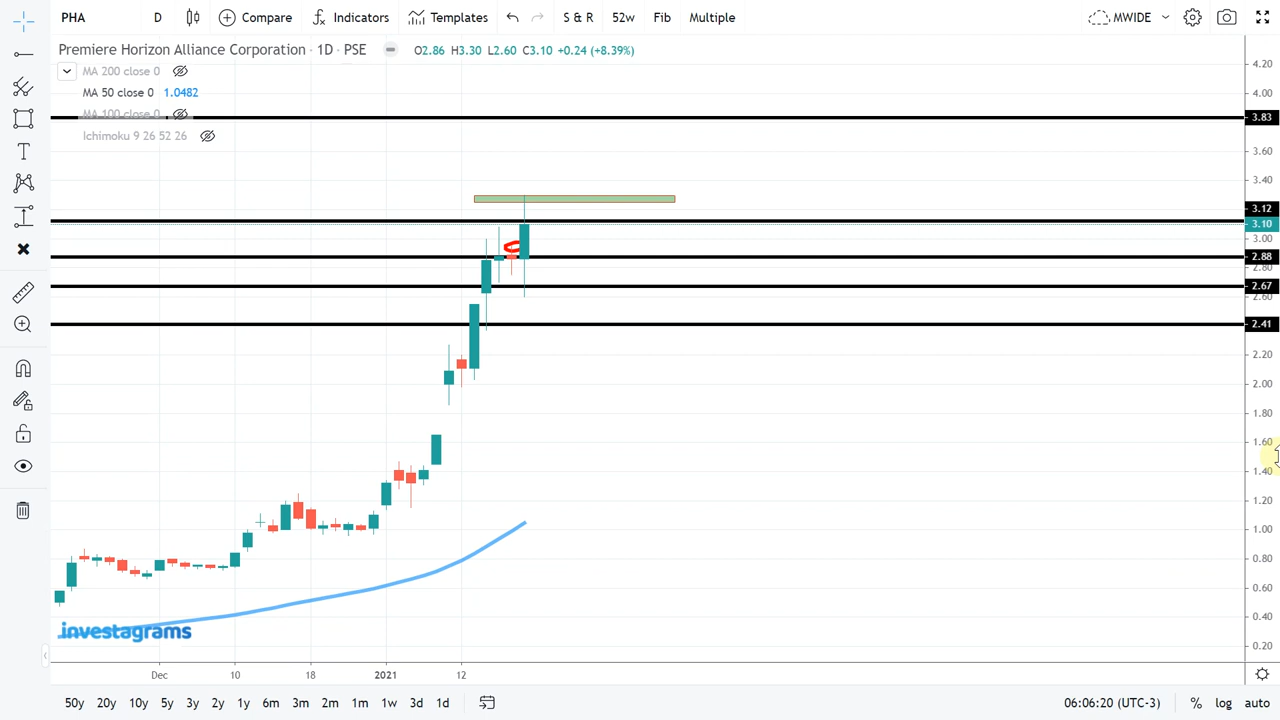 PHA D Compare Indicators Templates S & R 52w Fib Multiple MWIDE
Premiere Horizon Alliance Corporation · 1D · PSE O2.86 H3.30 L2.60 C3.10 +0.24 (+8.39%)
MA 200 close 0
MA 50 close 0 1.0482
MA 100 close 0
Ichimoku 9 26 52 26
4.20
4.00
3.83
3.60
3.40
3.12
3.10
3.00
2.88
2.80
2.67
2.60
2.41
2.20
2.00
1.80
1.60
1.40
1.20
1.00
0.80
0.60
0.40
0.20
investagrams
Dec 10 18 2021 12
50y 20y 10y 5y 3y 2y 1y 6m 3m 2m 1m 1w 3d 1d 06:06:20 (UTC-3) % log auto